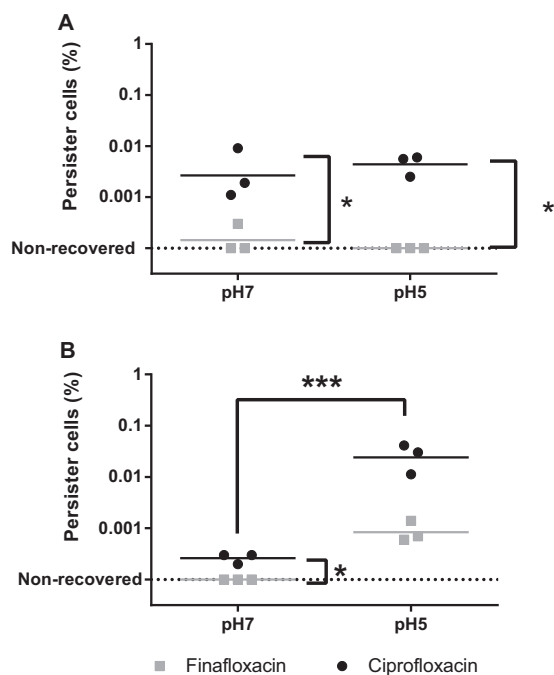 A
Persister cells (%)
1
0.1
0.01
0.001
Non-recovered
*
*
pH7
pH5
B
Persister cells (%)
1
0.1
0.01
0.001
Non-recovered
***
*
pH7
pH5
Finafloxacin
Ciprofloxacin